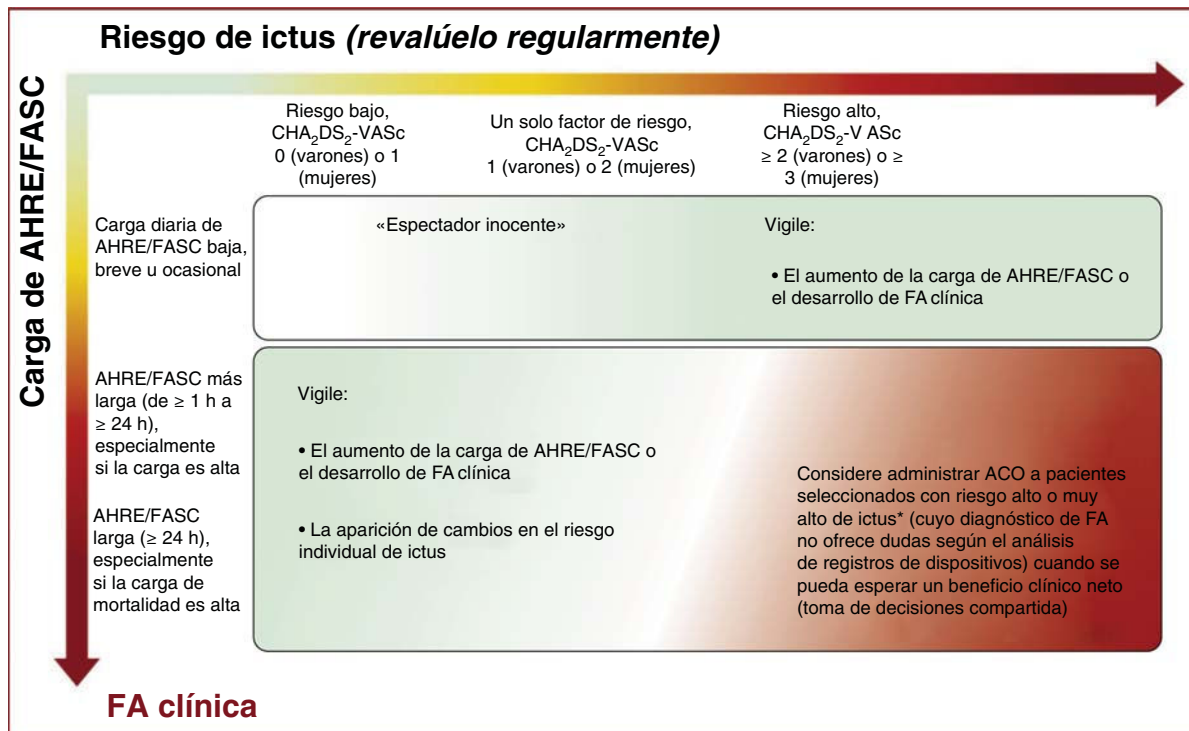 Riesgo de ictus (revalúelo regularmente)
Carga de AHRE/FASC
Riesgo bajo,
CHA₂DS₂-VASc
0 (varones) o 1
(mujeres)
Un solo factor de riesgo,
CHA₂DS₂-VASc
1 (varones) o 2 (mujeres)
Riesgo alto,
CHA₂DS₂-V ASc
≥ 2 (varones) o ≥
3 (mujeres)
Carga diaria de
AHRE/FASC baja,
breve u ocasional
«Espectador inocente»
Vigile:
• El aumento de la carga de AHRE/FASC o
el desarrollo de FA clínica
AHRE/FASC más
larga (de ≥ 1 h a
≥ 24 h),
especialmente
si la carga es alta
AHRE/FASC
larga (≥ 24 h),
especialmente
si la carga de
mortalidad es alta
Vigile:
• El aumento de la carga de AHRE/FASC o
el desarrollo de FA clínica
• La aparición de cambios en el riesgo
individual de ictus
Considere administrar ACO a pacientes
seleccionados con riesgo alto o muy
alto de ictus* (cuyo diagnóstico de FA
no ofrece dudas según el análisis
de registros de dispositivos) cuando se
pueda esperar un beneficio clínico neto
(toma de decisiones compartida)
FA clínica